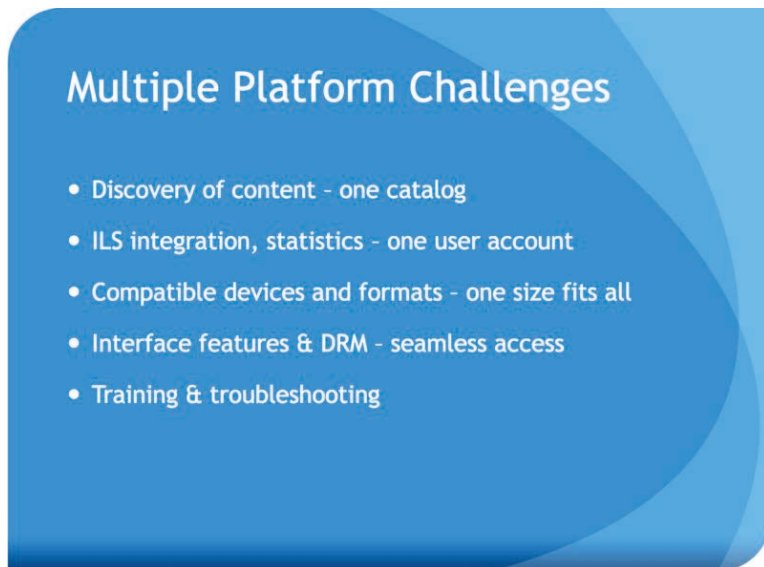 Multiple Platform Challenges
• Discovery of content – one catalog
• ILS integration, statistics – one user account
• Compatible devices and formats – one size fits all
• Interface features & DRM – seamless access
• Training & troubleshooting